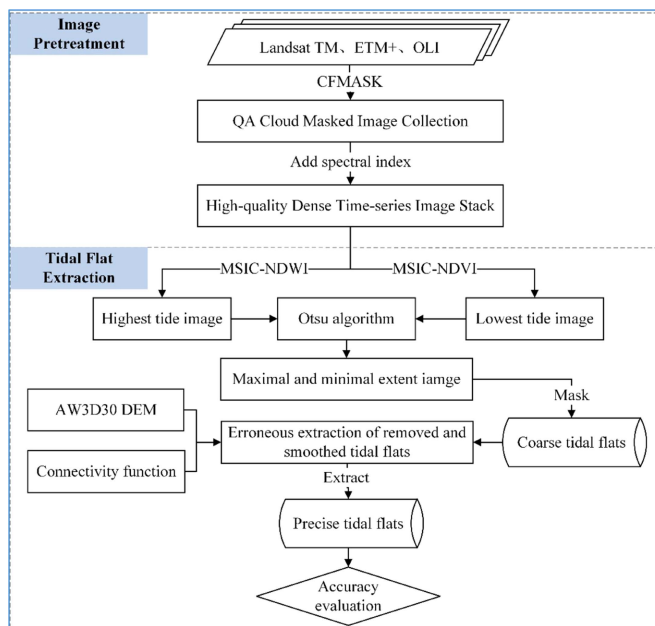 Image
Pretreatment
Landsat TM、ETM+、OLI
CFMASK
QA Cloud Masked Image Collection
Add spectral index
High-quality Dense Time-series Image Stack
Tidal Flat
Extraction
MSIC-NDWI
MSIC-NDVI
Highest tide image
Otsu algorithm
Lowest tide image
Maximal and minimal extent iamge
Mask
AW3D30 DEM
Erroneous extraction of removed and
smoothed tidal flats
Coarse tidal flats
Connectivity function
Extract
Precise tidal flats
Accuracy
evaluation